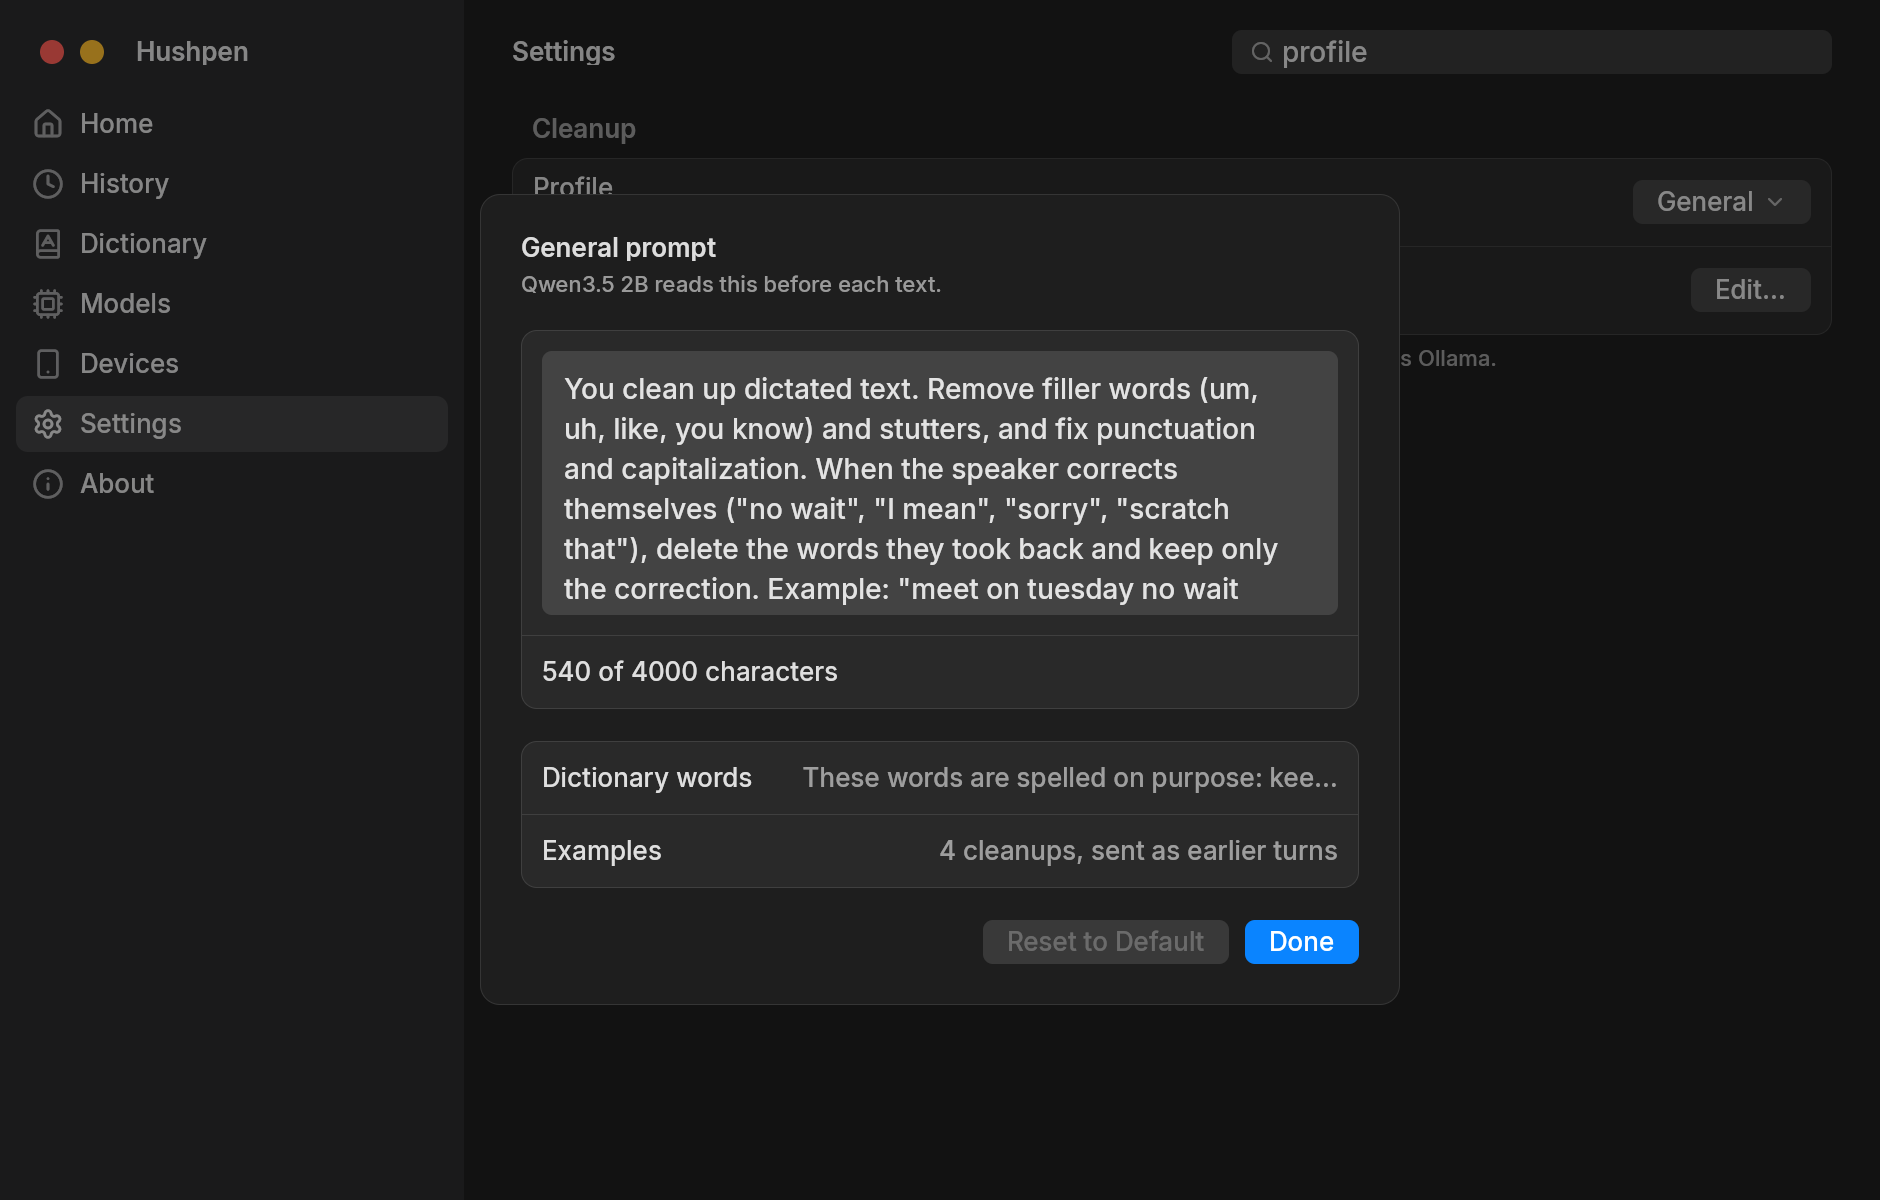 Hushpen
Home
History
Dictionary
Models
Devices
Settings
About
Settings
profile
Cleanup
Profile
General
Edit...
s Ollama.
General prompt
Qwen3.5 2B reads this before each text.
You clean up dictated text. Remove filler words (um,
uh, like, you know) and stutters, and fix punctuation
and capitalization. When the speaker corrects
themselves ("no wait", "I mean", "sorry", "scratch
that"), delete the words they took back and keep only
the correction. Example: "meet on tuesday no wait
540 of 4000 characters
Dictionary words These words are spelled on purpose: kee...
Examples 4 cleanups, sent as earlier turns
Reset to Default Done